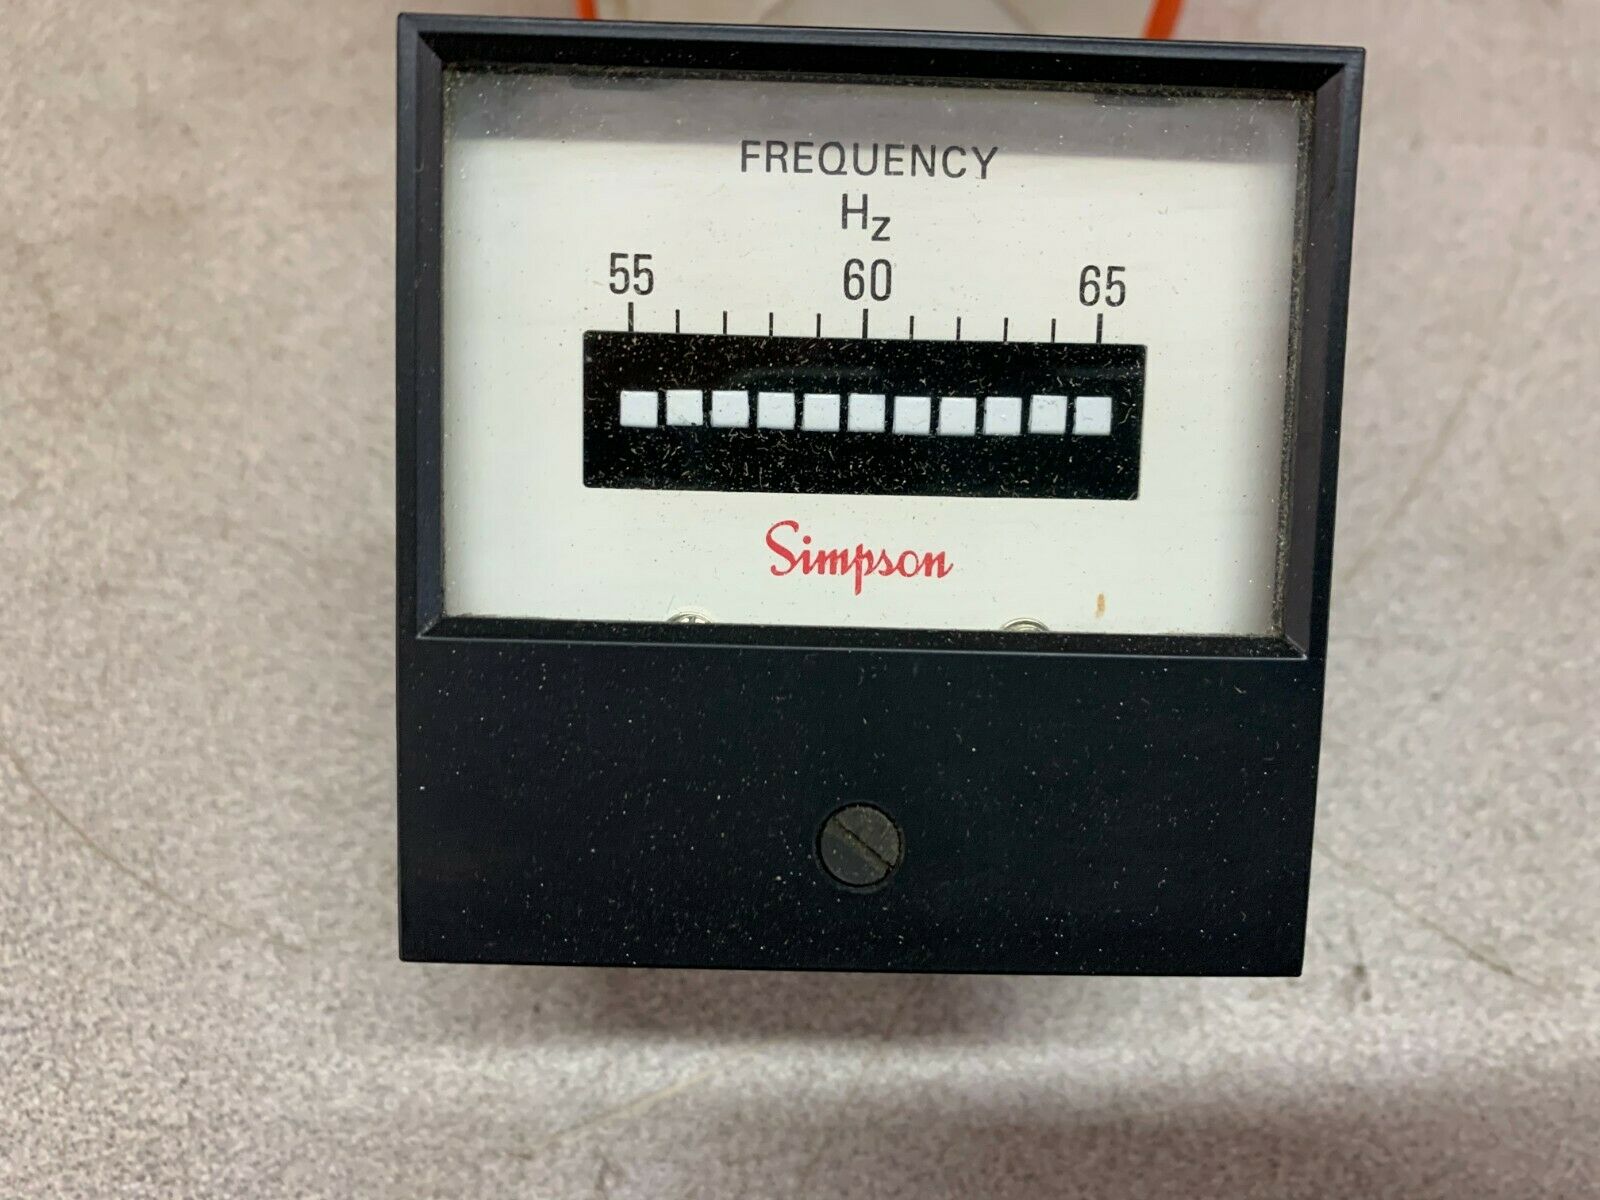 FREQUENCY
Hz
55 60 65
Simpson